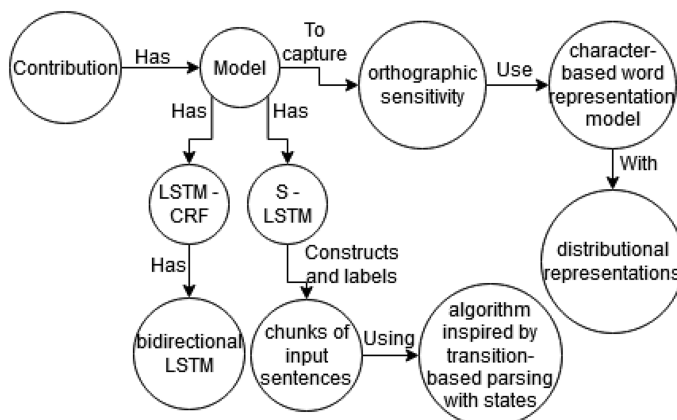 Contribution
Has
Model
To
capture
orthographic
sensitivity
Use
character-
based word
representation
model
With
distributional
representations
Has
Has
LSTM -
CRF
S -
LSTM
Has
bidirectional
LSTM
Constructs
and labels
chunks of
input
sentences
Using
algorithm
inspired by
transition-
based parsing
with states